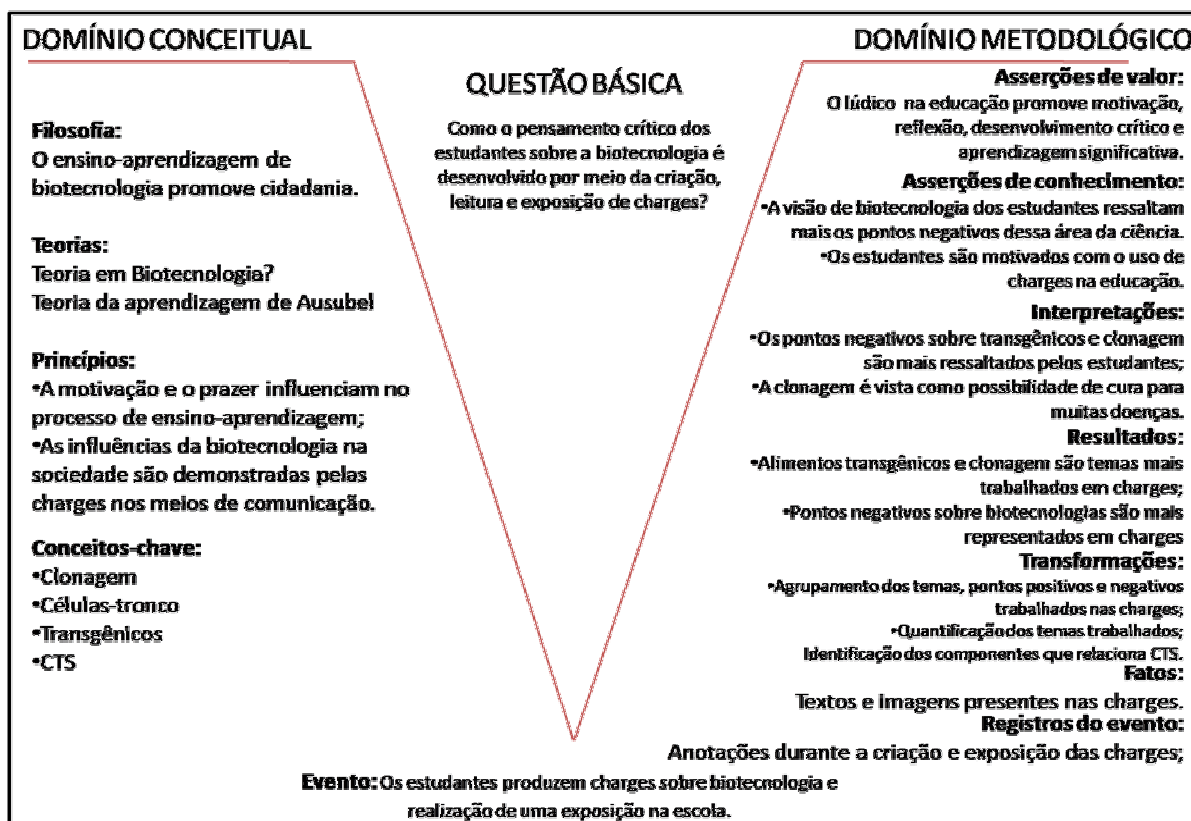 DOMÍNIO CONCEITUAL
Filosofia:
O ensino-aprendizagem de
biotecnologia promove cidadania.
Teorias:
Teoria em Biotecnologia?
Teoria da aprendizagem de Ausubel
Princípios:
•A motivação e o prazer influenciam no
processo de ensino-aprendizagem;
•As influências da biotecnologia na
sociedade são demonstradas pelas
charges nos meios de comunicação.
Conceitos-chave:
•Clonagem
•Células-tronco
•Transgênicos
•CTS
QUESTÃO BÁSICA
Como o pensamento crítico dos
estudantes sobre a biotecnologia é
desenvolvido por meio da criação,
leitura e exposição de charges?
DOMÍNIO METODOLÓGICO
Asserções de valor:
O lúdico na educação promove motivação,
reflexão, desenvolvimento crítico e
aprendizagem significativa.
Asserções de conhecimento:
•A visão de biotecnologia dos estudantes ressaltam
mais os pontos negativos dessa área da ciência.
•Os estudantes são motivados com o uso de
charges na educação.
Interpretações:
•Os pontos negativos sobre transgênicos e clonagem
são mais ressaltados pelos estudantes;
•A clonagem é vista como possibilidade de cura para
muitas doenças.
Resultados:
•Alimentos transgênicos e clonagem são temas mais
trabalhados em charges;
•Pontos negativos sobre biotecnologias são mais
representados em charges
Transformações:
•Agrupamento dos temas, pontos positivos e negativos
trabalhados nas charges;
•Quantificação dos temas trabalhados;
Identificação dos componentes que relaciona CTS.
Fatos:
Textos e imagens presentes nas charges.
Registros do evento:
Anotações durante a criação e exposição das charges;
Evento: Os estudantes produzem charges sobre biotecnologia e
realização de uma exposição na escola.